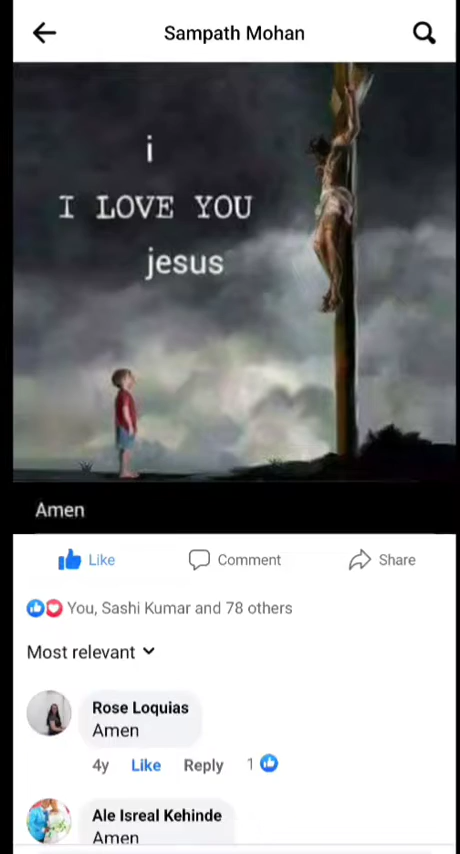 Sampath Mohan
i
I LOVE YOU
jesus
Amen
Like Comment Share
You, Sashi Kumar and 78 others
Most relevant
Rose Loquias
Amen
4y Like Reply 1
Ale Isreal Kehinde
Amen